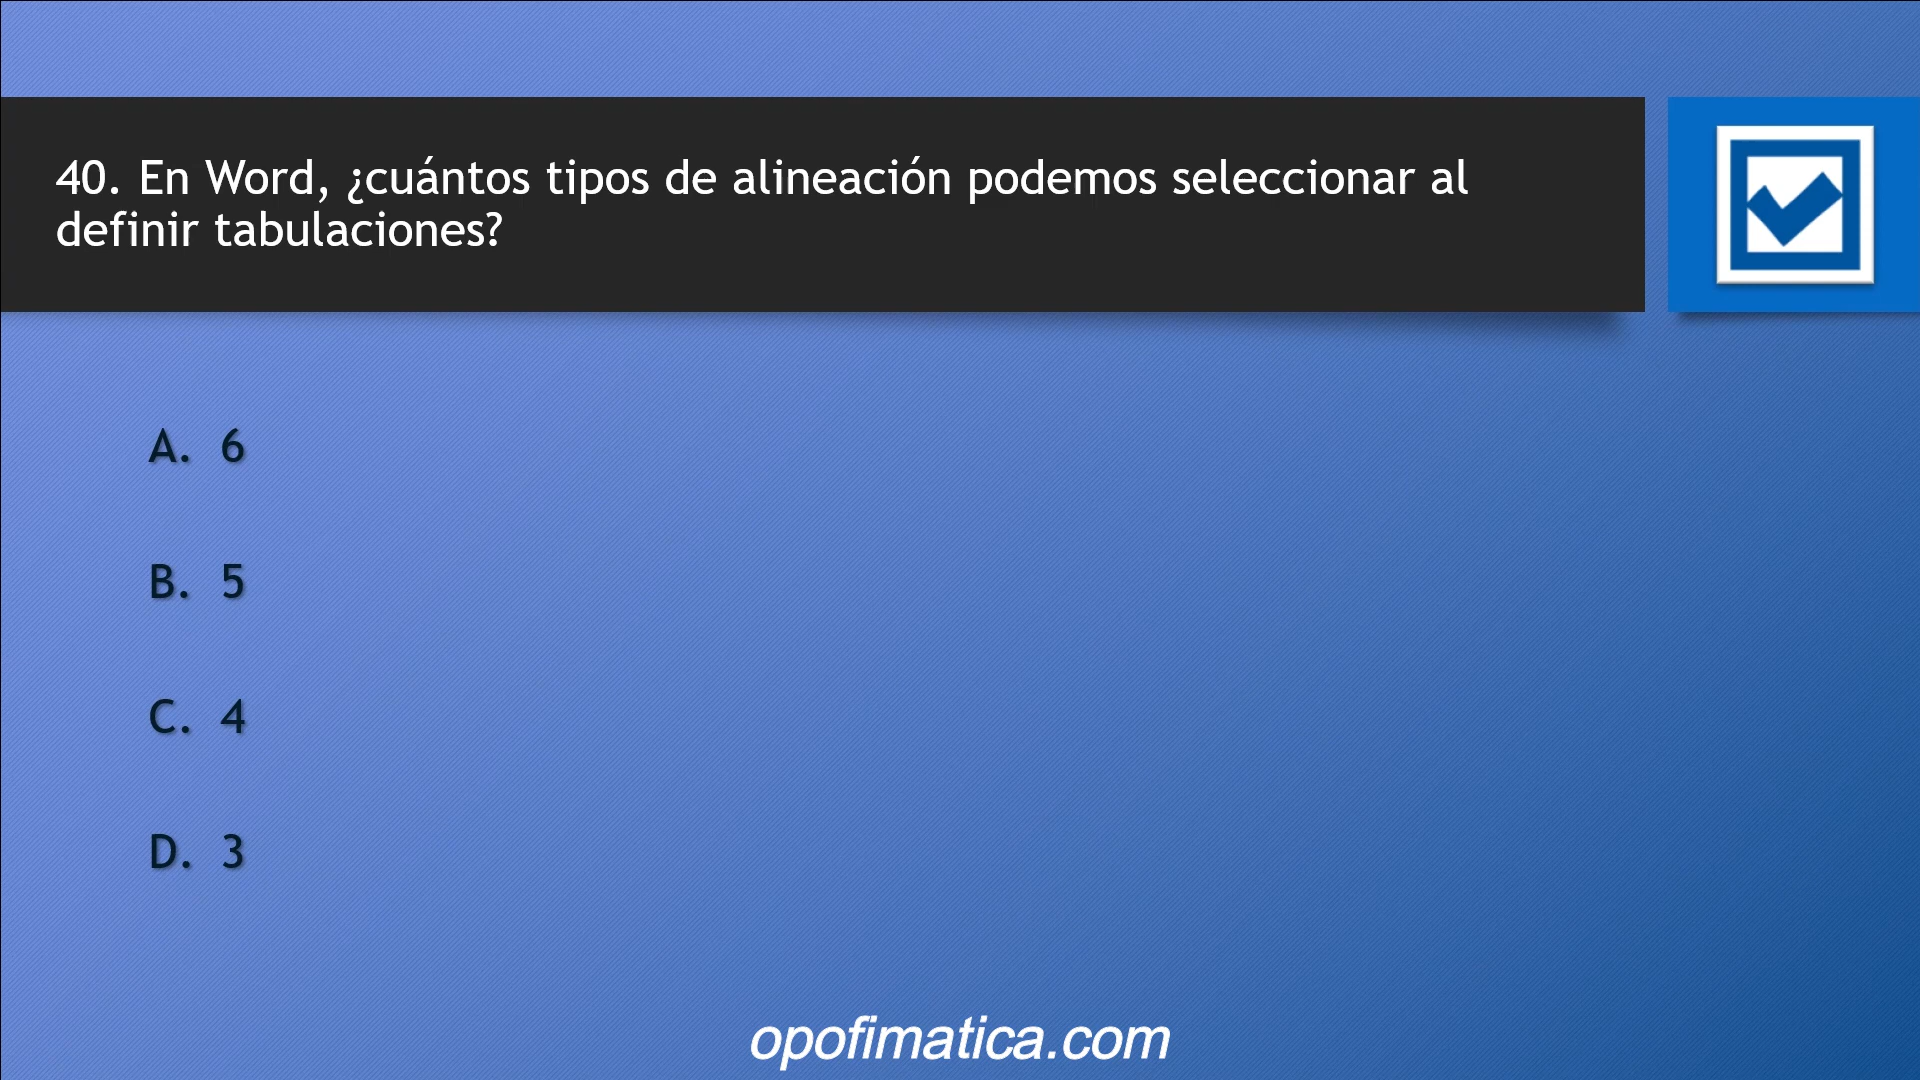 40. En Word, ¿cuántos tipos de alineación podemos seleccionar al
definir tabulaciones?
A. 6
B. 5
C. 4
D. 3
opofimatica.com